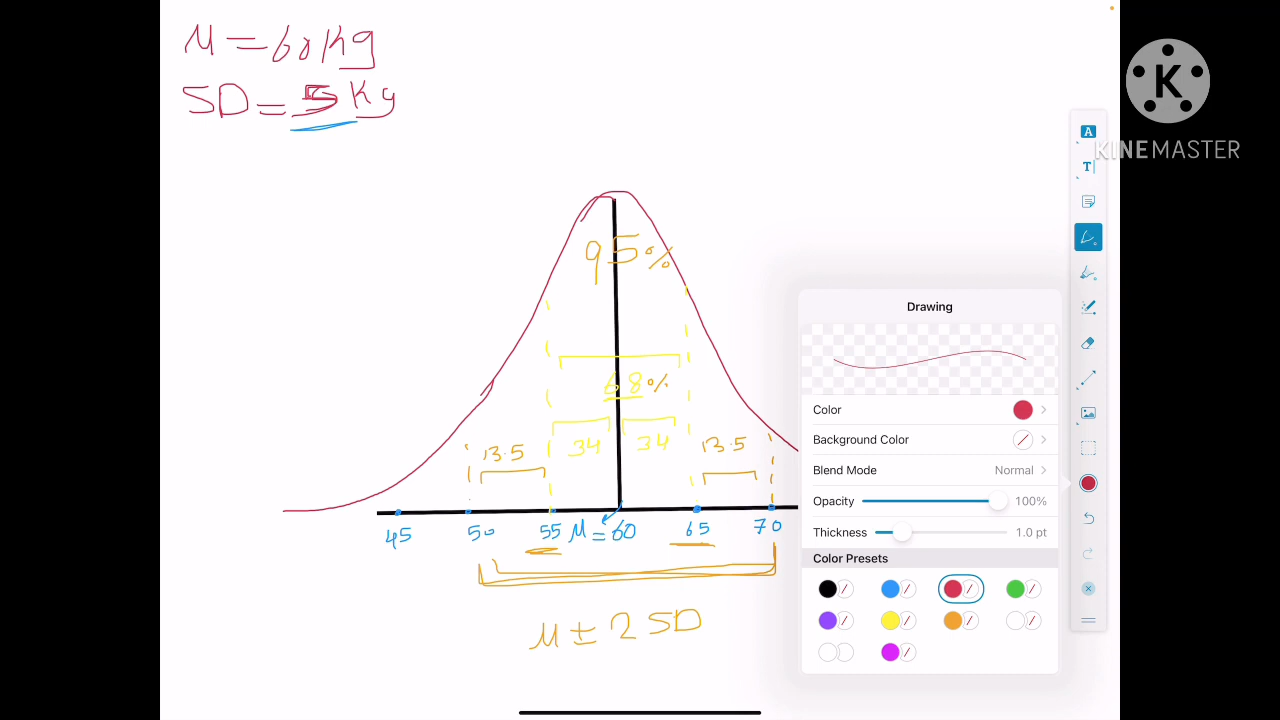 μ = 60 Kg
SD = 5 Kg
K
KINEMASTER
A
T
95%
Drawing
68%
Color
13.5
34
34
13.5
Background Color
Blend Mode
Normal
Opacity
100%
45
50
55
μ = 60
65
70
Thickness
1.0 pt
Color Presets
μ ± 2 SD